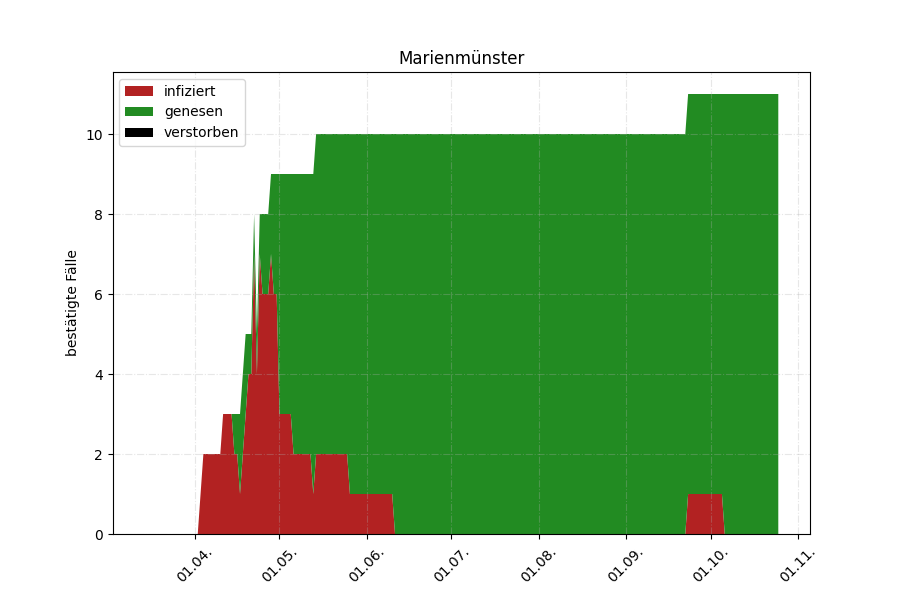 Marienmünster
infiziert
genesen
verstorben
bestätigte Fälle
10
8
6
4
2
0
01.04.
01.05.
01.06.
01.07.
01.08.
01.09.
01.10.
01.11.